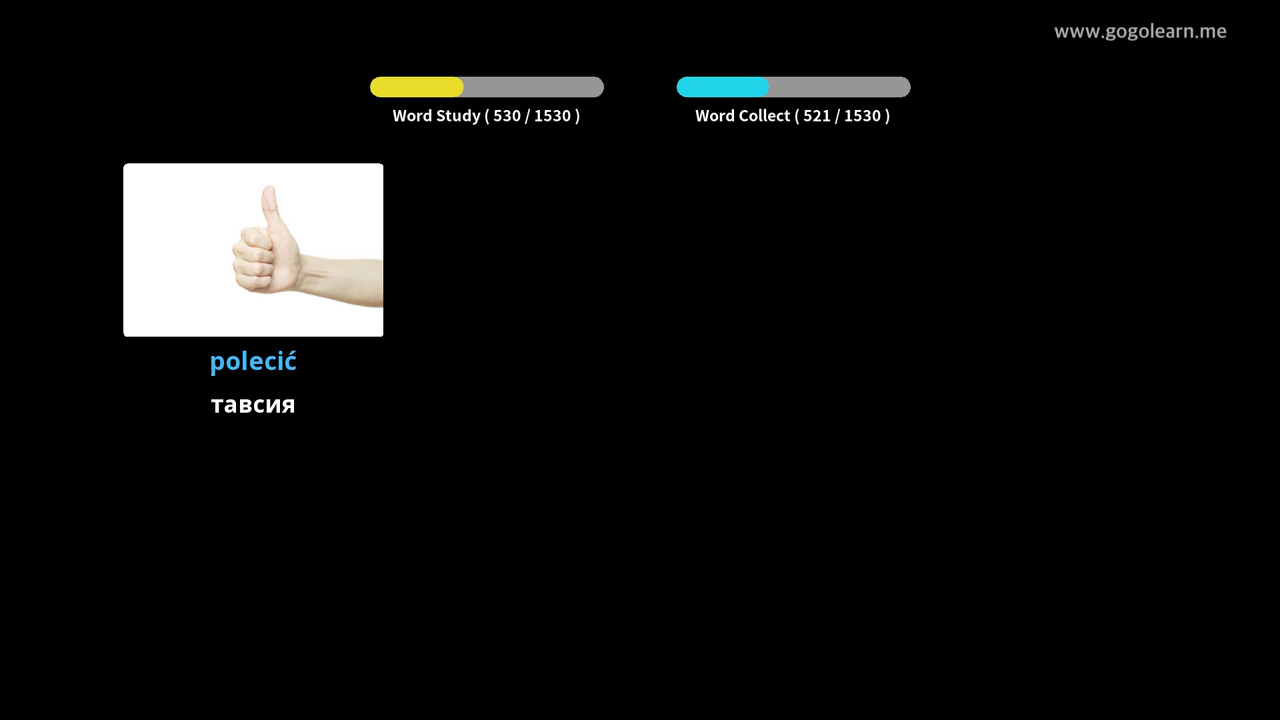 www.gogolearn.me
Word Study ( 530 / 1530 )
Word Collect ( 521 / 1530 )
polecić
тавсия